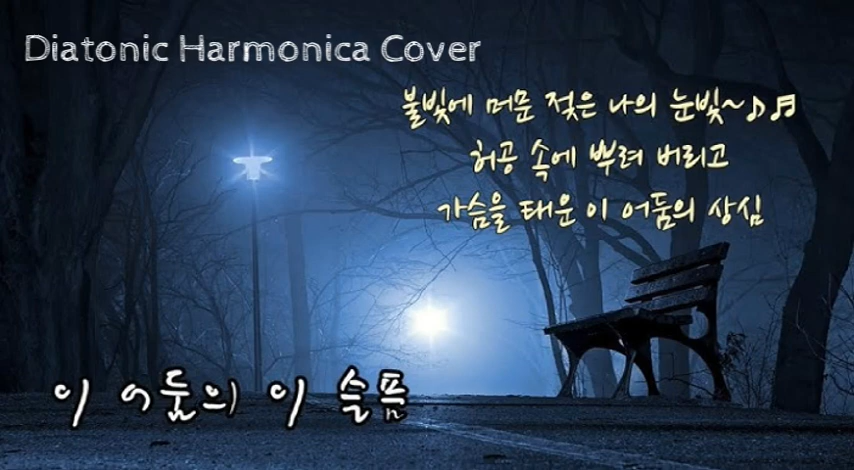 Diatonic Harmonica Cover
불빛에 머문 젖은 나의 눈빛~♪♬
허공 속에 뿌려 버리고
가슴을 태운 이 어둠의 상심
이 어둠의 이 슬픔